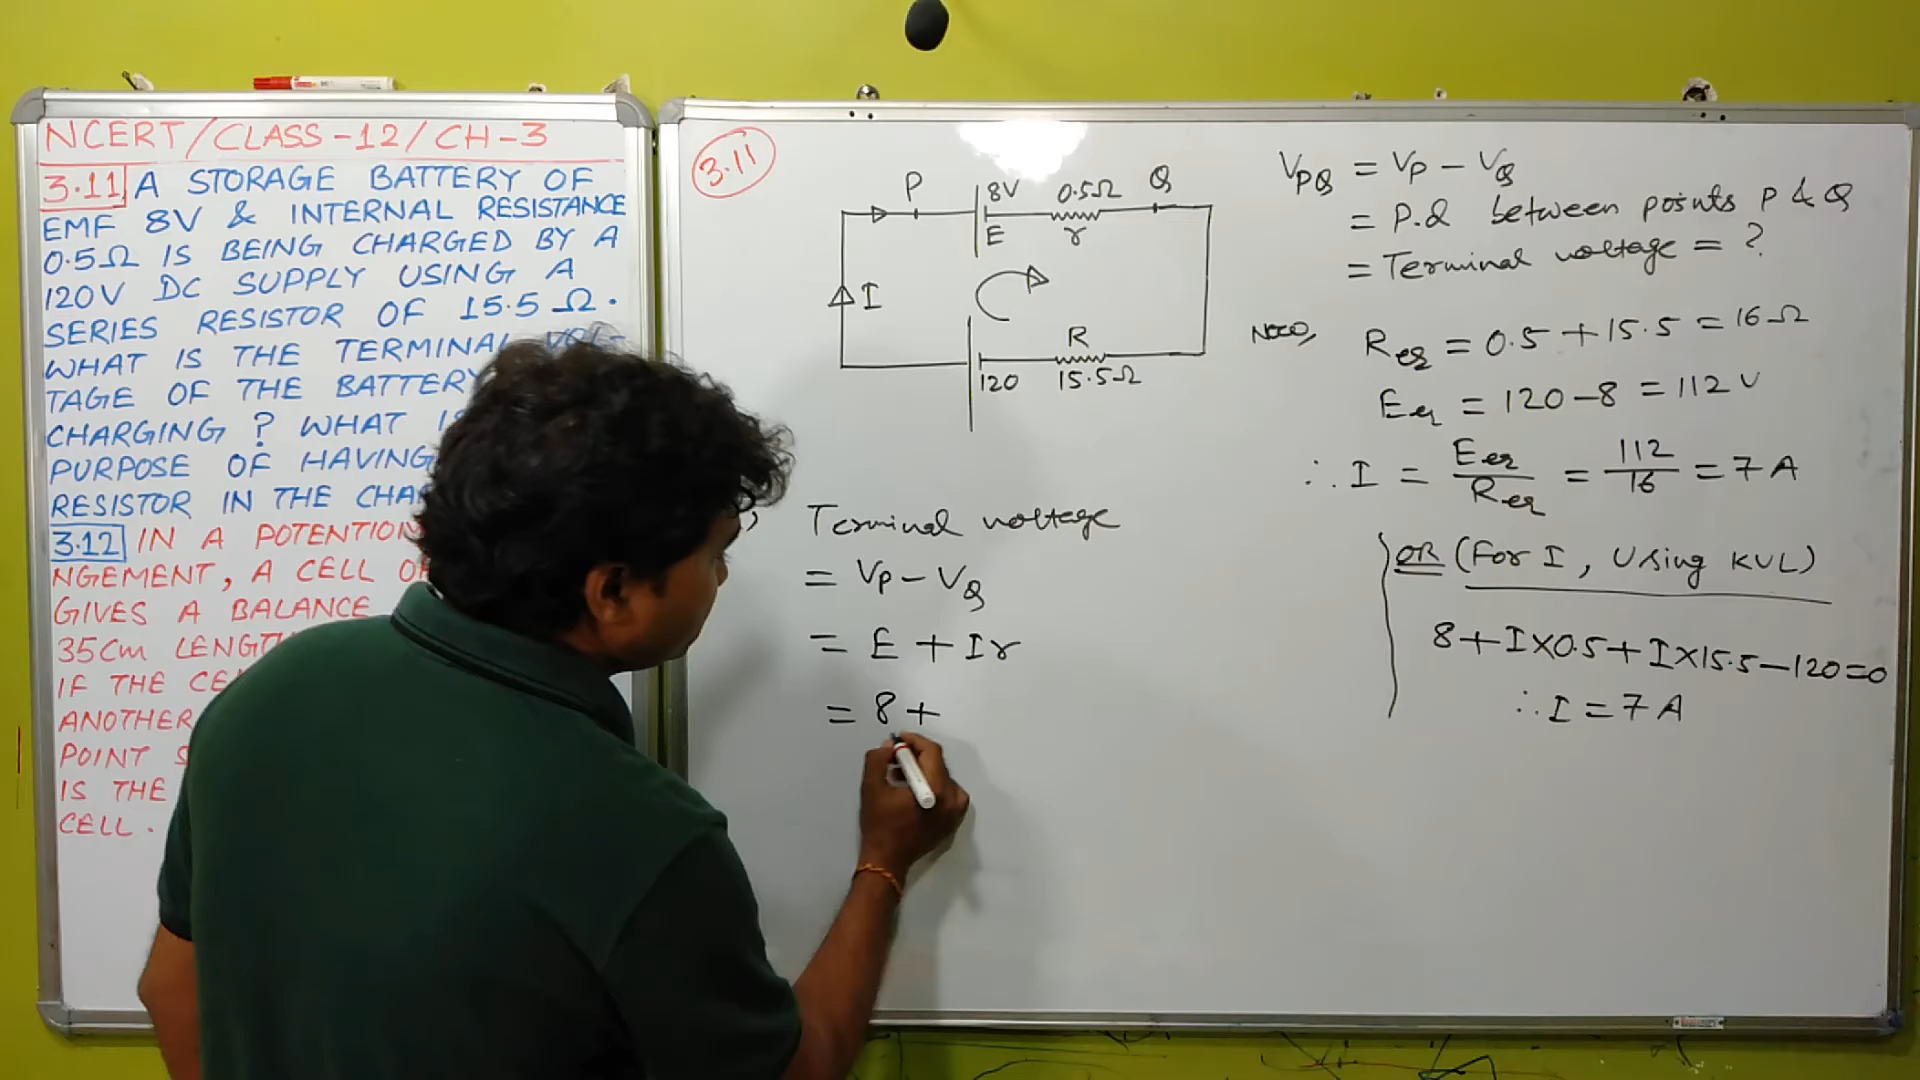 NCERT/CLASS-12/CH-3
3.11 A STORAGE BATTERY OF
EMF 8V & INTERNAL RESISTANCE
0.5Ω IS BEING CHARGED BY A
120V DC SUPPLY USING A
SERIES RESISTOR OF 15.5Ω.
WHAT IS THE TERMINAL VOL-
TAGE OF THE BATTERY
CHARGING? WHAT
PURPOSE OF HAVING
RESISTOR IN THE
3.12 IN A
NGEMENT, A CELL
GIVES A BALANCE
35Cm
IF THE
ANOTHER
POINT
IS THE
CELL.
3.11
P 8V 0.5Ω Q
E r
I
R
120 15.5Ω
Terminal voltage
= VP - VQ
= E + Ir
= 8+
VPQ = VP - VQ
= P.d between points P & Q
= Terminal voltage = ?
Now, Req = 0.5 + 15.5 = 16Ω
Eeq = 120-8 = 112 V
∴ I = Eeq/Req = 112/16 = 7 A
OR (For I, Using KVL)
8+I×0.5+I×15.5-120=0
∴ I = 7 A